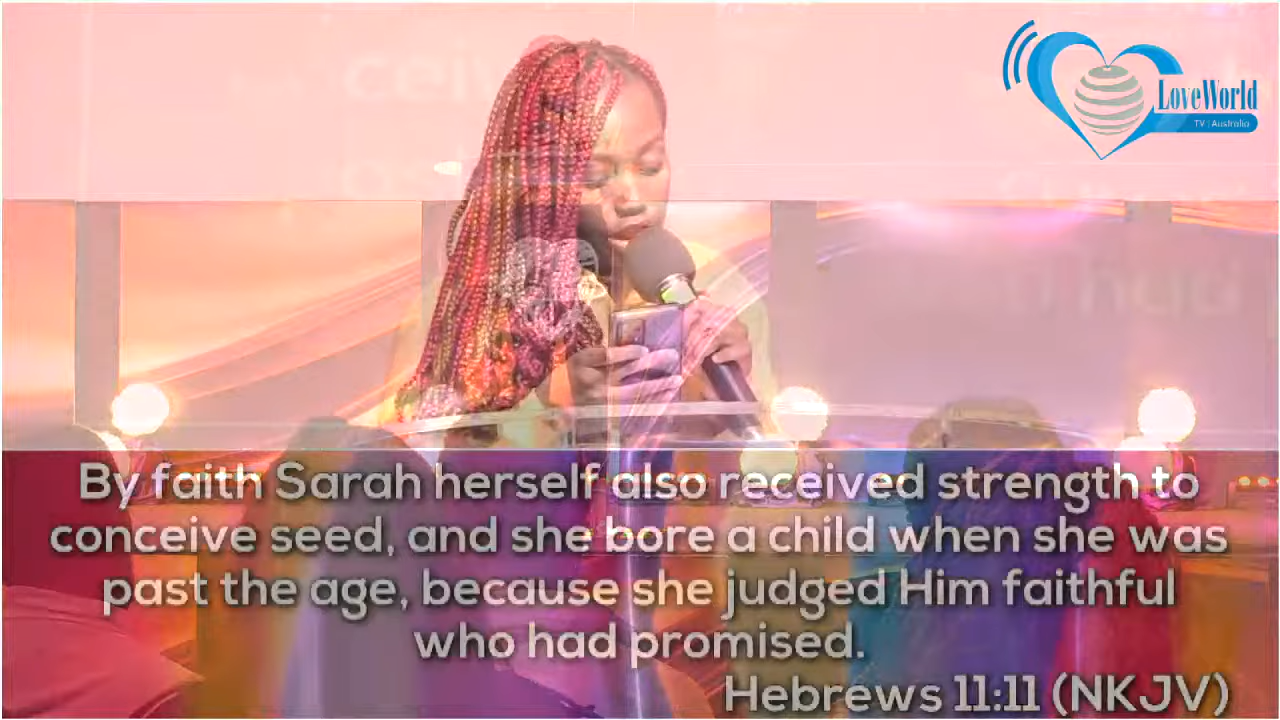 LoveWorld
TV | Australia
By faith Sarah herself also received strength to
conceive seed, and she bore a child when she was
past the age, because she judged Him faithful
who had promised.
Hebrews 11:11 (NKJV)